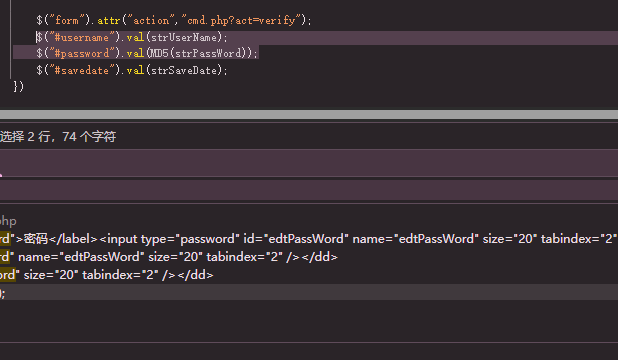 $("form").attr("action","cmd.php?act=verify");
$("#username").val(strUserName);
$("#password").val(MD5(strPassWord));
$("#savedate").val(strSaveDate);
})
选择 2 行，74 个字符
php
rd">密码</label><input type="password" id="edtPassWord" name="edtPassWord" size="20" tabindex="2"
rd" name="edtPassWord" size="20" tabindex="2" /></dd>
ord" size="20" tabindex="2" /></dd>
);